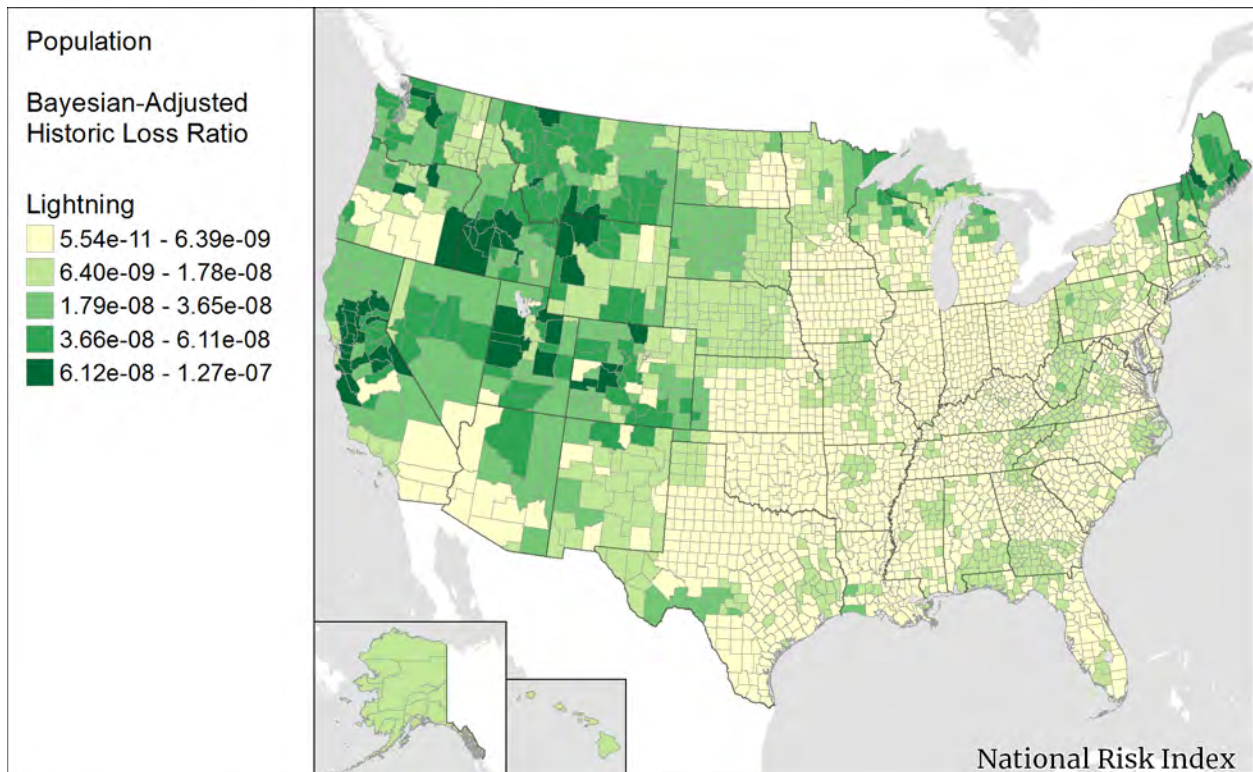 Population
Bayesian-Adjusted
Historic Loss Ratio
Lightning
5.54e-11 - 6.39e-09
6.40e-09 - 1.78e-08
1.79e-08 - 3.65e-08
3.66e-08 - 6.11e-08
6.12e-08 - 1.27e-07
National Risk Index